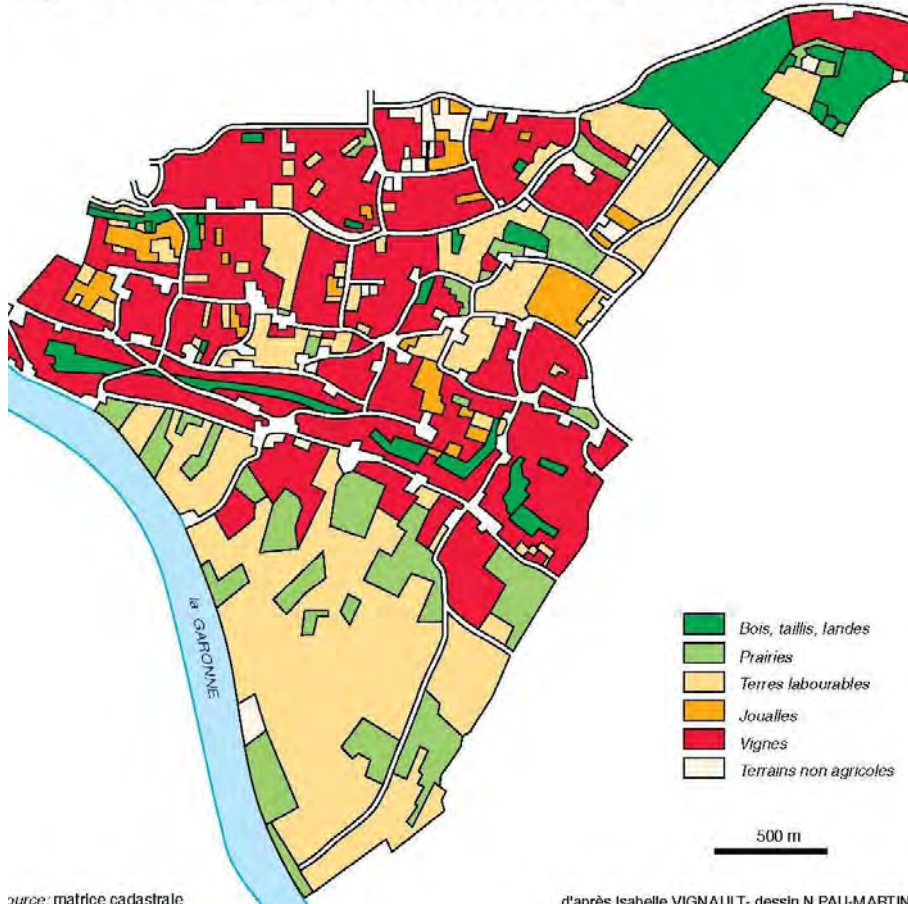 la GARONNE
Bois, taillis, landes
Prairies
Terres labourables
Joualles
Vignes
Terrains non agricoles
500 m
ource: matrice cadastrale
d'après Isabelle VIGNAULT- dessin N.PAU-MARTIN